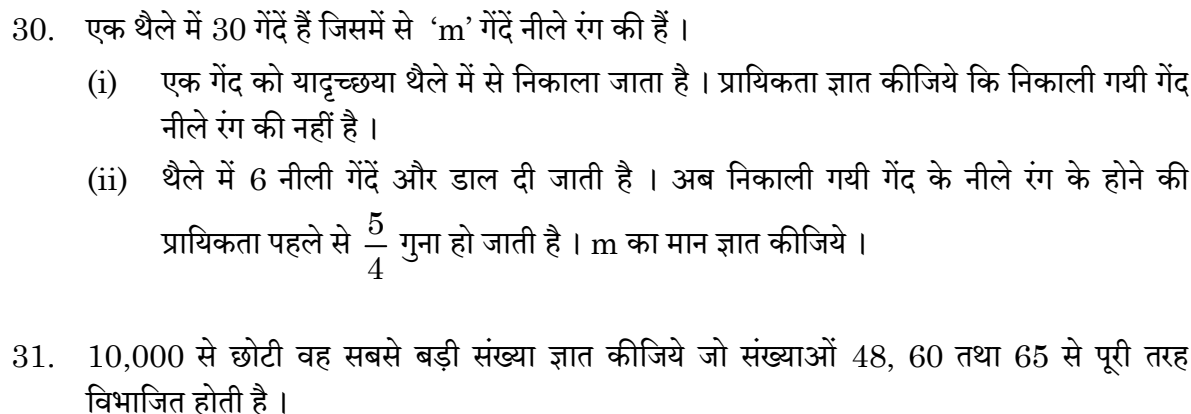 30. एक थैले में 30 गेंदें हैं जिसमें से ‘m’ गेंदें नीले रंग की हैं ।
(i) एक गेंद को यादृच्छया थैले में से निकाला जाता है । प्रायिकता ज्ञात कीजिये कि निकाली गयी गेंद
नीले रंग की नहीं है ।
(ii) थैले में 6 नीली गेंदें और डाल दी जाती है । अब निकाली गयी गेंद के नीले रंग के होने की
प्रायिकता पहले से 5/4 गुना हो जाती है । m का मान ज्ञात कीजिये ।
31. 10,000 से छोटी वह सबसे बड़ी संख्या ज्ञात कीजिये जो संख्याओं 48, 60 तथा 65 से पूरी तरह
विभाजित होती है ।